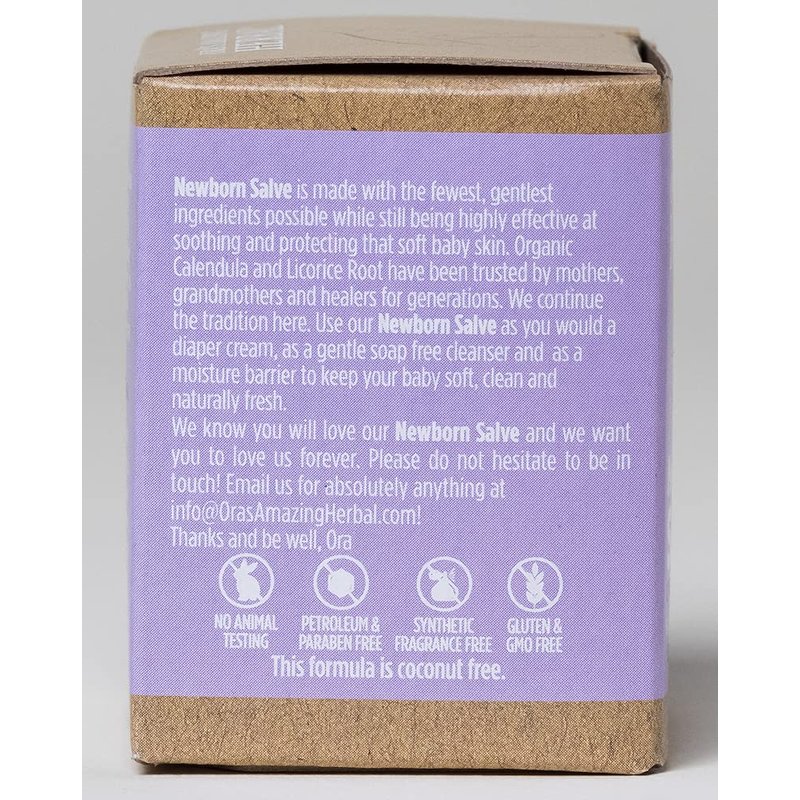 Newborn Salve is made with the fewest, gentlest
ingredients possible while still being highly effective at
soothing and protecting that soft baby skin. Organic
Calendula and Licorice Root have been trusted by mothers,
grandmothers and healers for generations. We continue
the tradition here. Use our Newborn Salve as you would a
diaper cream, as a gentle soap free cleanser and as a
moisture barrier to keep your baby soft, clean and
naturally fresh.
We know you will love our Newborn Salve and we want
you to love us forever. Please do not hesitate to be in
touch! Email us for absolutely anything at
info@OrasAmazingHerbal.com!
Thanks and be well, Ora
NO ANIMAL
TESTING
PETROLEUM &
PARABEN FREE
SYNTHETIC
FRAGRANCE FREE
GLUTEN &
GMO FREE
This formula is coconut free.